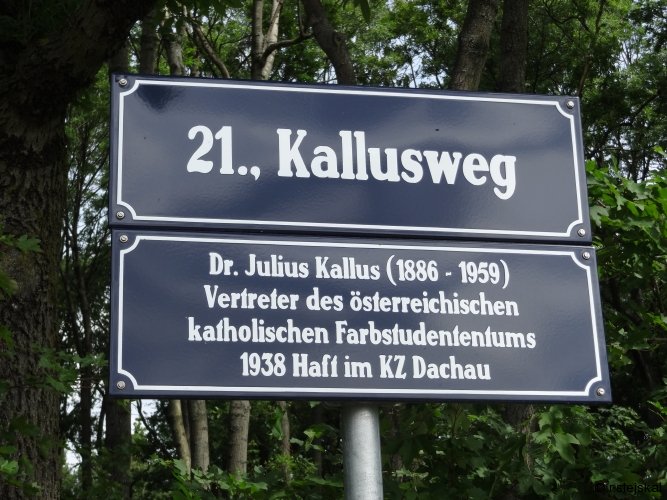 21., Kallusweg
Dr. Julius Kallus (1886 - 1959)
Vertreter des österreichischen
katholischen Farbstudententums
1938 Haft im KZ Dachau